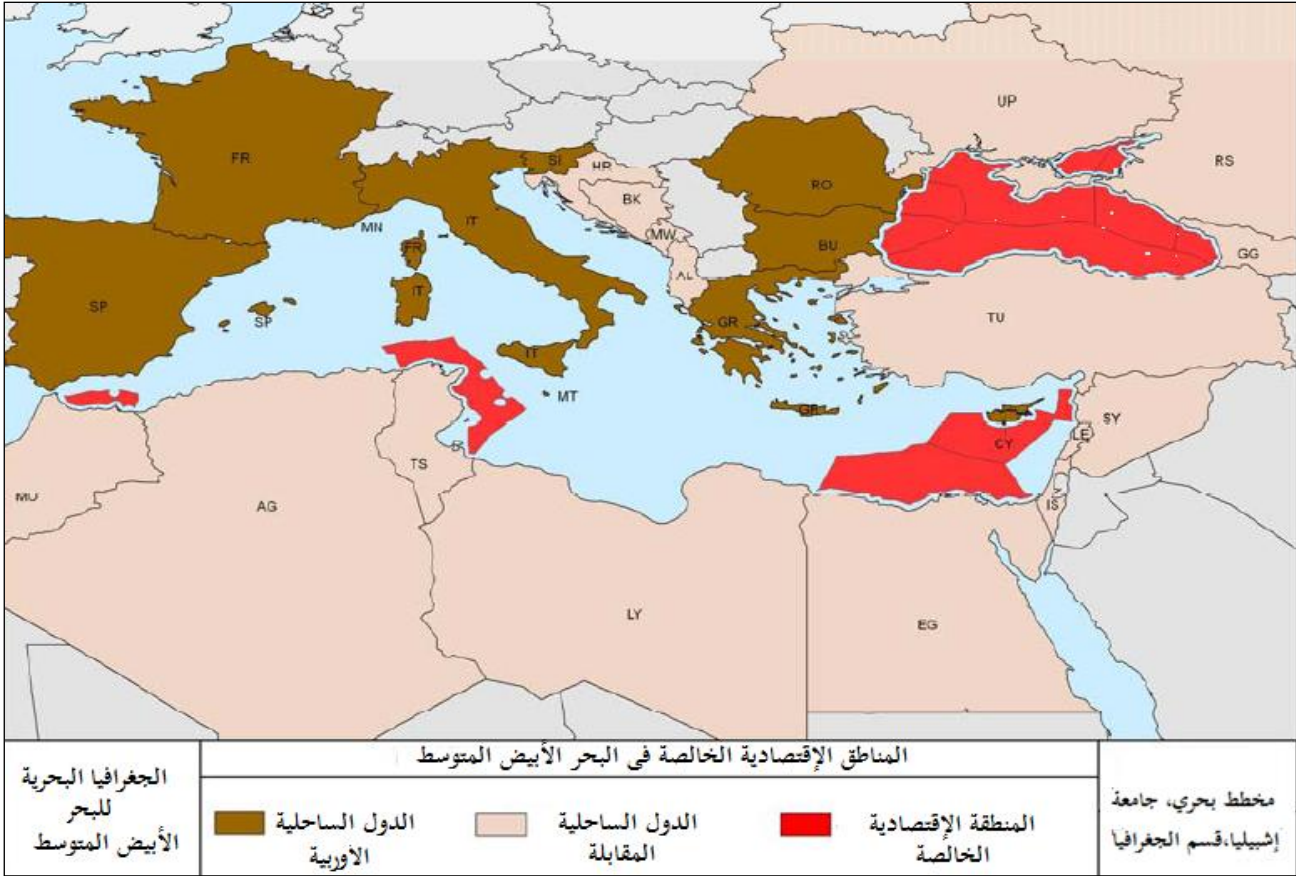 UP
FR
SI
HR
RS
RO
BK
MN
IT
MW
BU
GG
FR
AL
SP
IT
SP
GR
TU
IT
MT
GR
SY
CY
LE
TS
MO
IS
AG
LY
EG
المناطق الإقتصادية الخالصة فى البحر الأبيض المتوسط
مخطط بحري، جامعة
إشبيليا،قسم الجغرافيا
المنطقة الإقتصادية
الخالصة
الدول الساحلية
المقابلة
الدول الساحلية
الاوربية
الجغرافيا البحرية
للبحر
الأبيض المتوسط